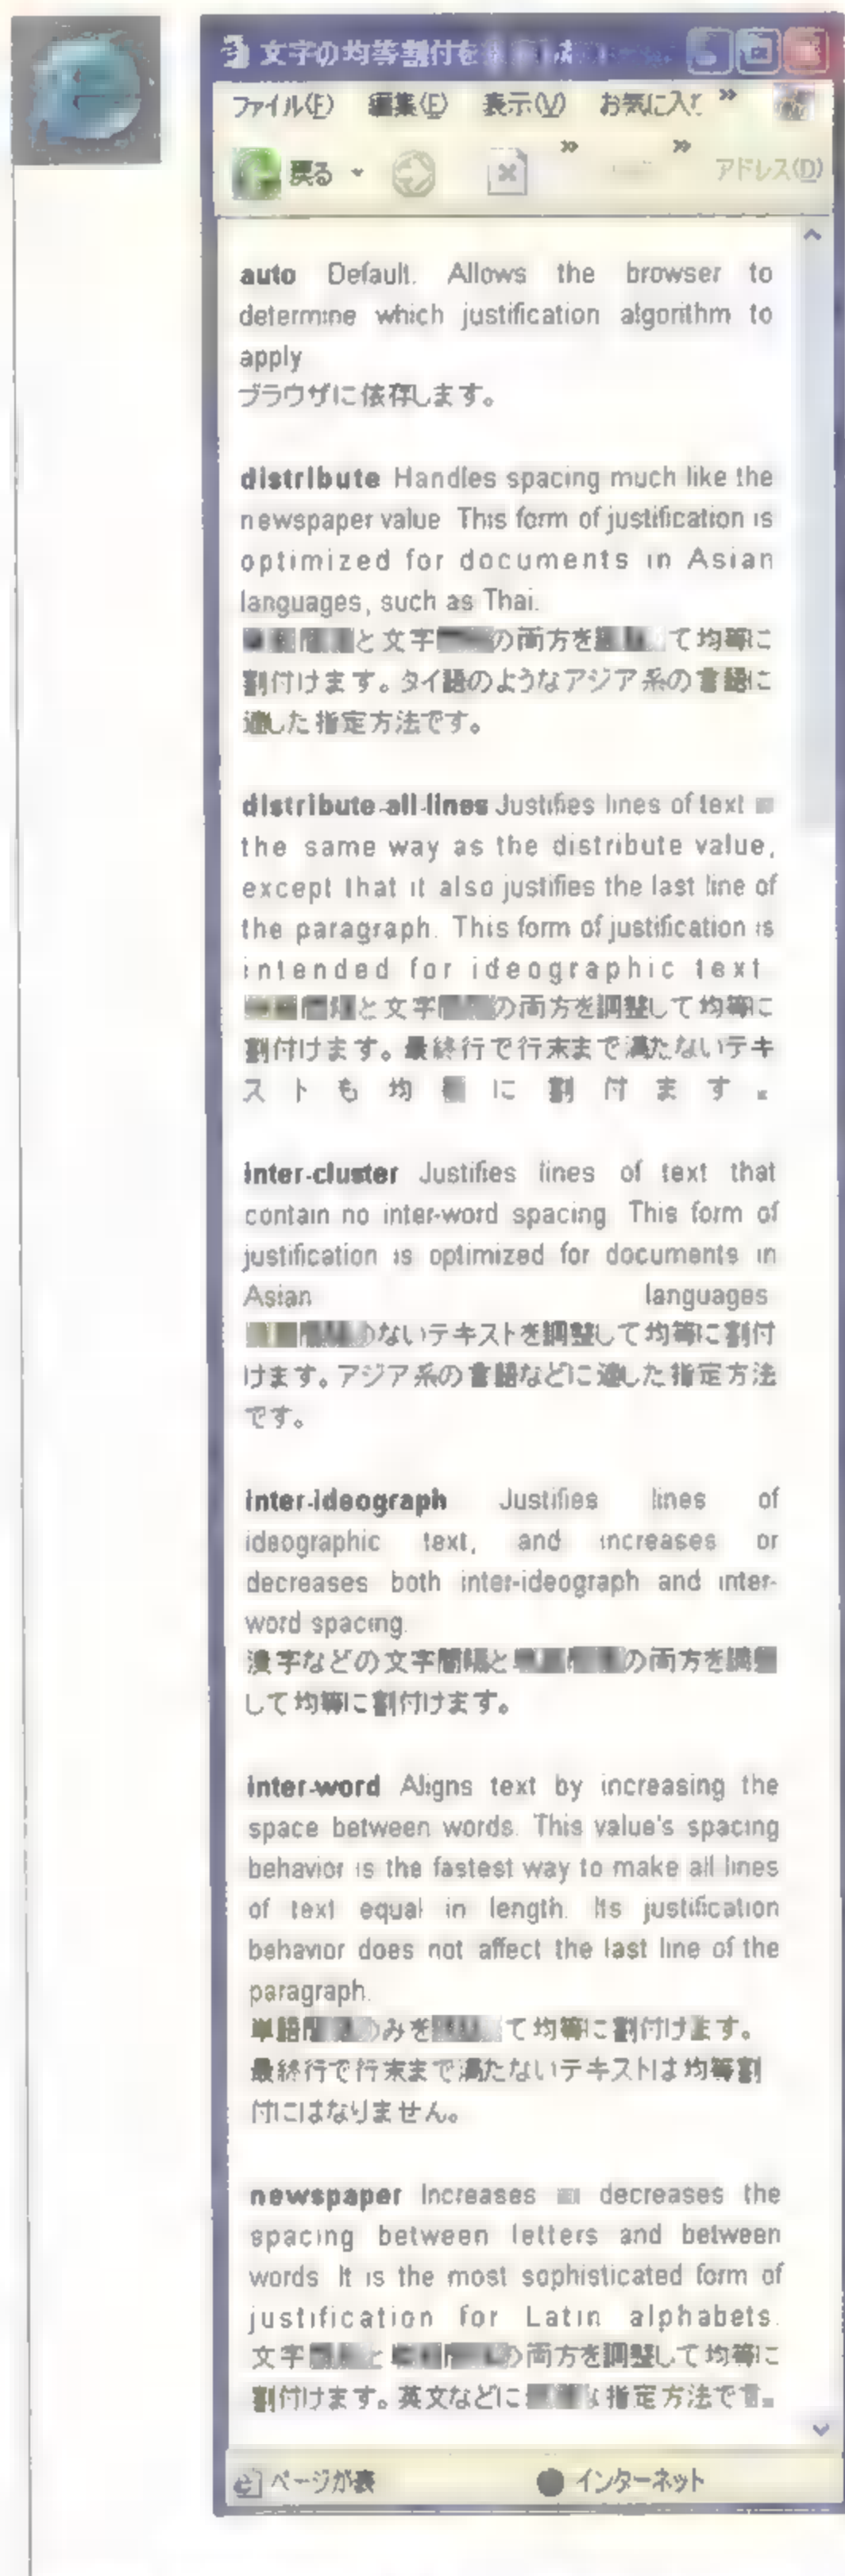 文字の均等割付を
ファイル(F) 編集(E) 表示(V) お気に入り »
戻る » » アドレス(D)
auto Default. Allows the browser to
determine which justification algorithm to
apply
ブラウザに依存します。
distribute Handles spacing much like the
newspaper value. This form of justification is
optimized for documents in Asian
languages, such as Thai.
と文字の両方をて均等に
割付けます。タイ語のようなアジア系の言語に
適した指定方法です。
distribute-all-lines Justifies lines of text
the same way as the distribute value,
except that it also justifies the last line of
the paragraph. This form of justification is
intended for ideographic text
と文字の両方を調整して均等に
割付けます。最終行で行末まで満たないテキ
ストも均に割付ます。
inter-cluster Justifies lines of text that
contain no inter-word spacing. This form of
justification is optimized for documents in
Asian languages
のないテキストを調整して均等に割付
けます。アジア系の言語などに適した指定方法
です。
inter-ideograph Justifies lines of
ideographic text, and increases or
decreases both inter-ideograph and inter-
word spacing.
漢字などの文字間隔との両方を調整
して均等に割付けます。
inter-word Aligns text by increasing the
space between words. This value's spacing
behavior is the fastest way to make all lines
of text equal in length. Its justification
behavior does not affect the last line of the
paragraph.
単語のみをて均等に割付けます。
最終行で行末まで満たないテキストは均等割
付にはなりません。
newspaper Increases decreases the
spacing between letters and between
words. It is the most sophisticated form of
justification for Latin alphabets.
文字との両方を調整して均等に
割付けます。英文などにな指定方法です。
ページが表 インターネット